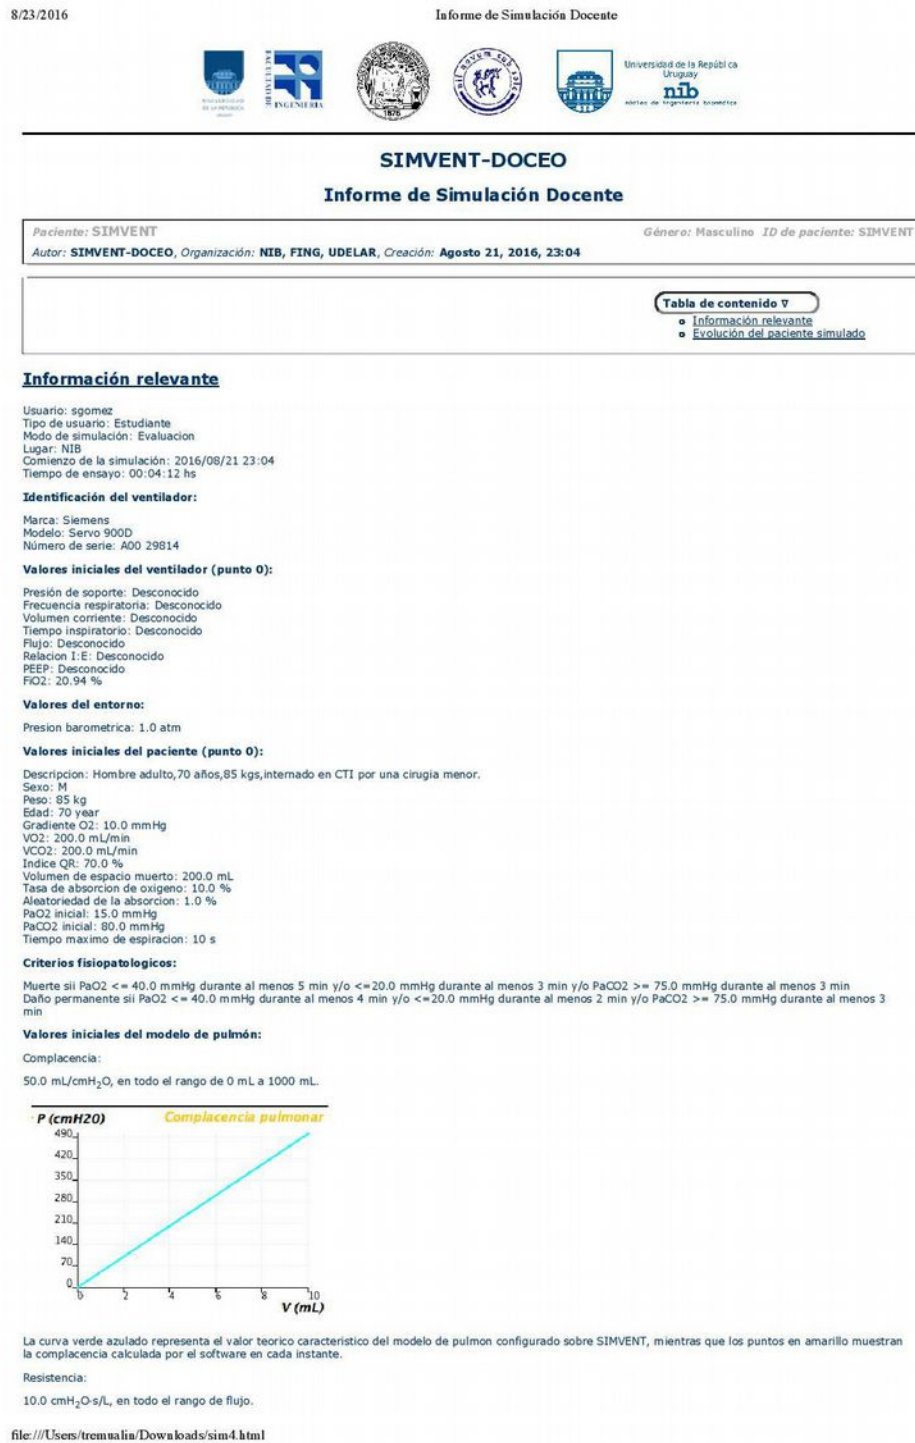 8/23/2016
Informe de Simulación Docente
FACULTAD DE
INGENIERIA
1875
nil novum sub sole
Universidad de la República
Uruguay
nib
núcleo de ingeniería biomédica
SIMVENT-DOCEO
Informe de Simulación Docente
Paciente: SIMVENT
Género: Masculino ID de paciente: SIMVENT
Autor: SIMVENT-DOCEO, Organización: NIB, FING, UDELAR, Creación: Agosto 21, 2016, 23:04
Tabla de contenido ∇
Información relevante
Evolución del paciente simulado
Información relevante
Usuario: sgomez
Tipo de usuario: Estudiante
Modo de simulación: Evaluacion
Lugar: NIB
Comienzo de la simulación: 2016/08/21 23:04
Tiempo de ensayo: 00:04:12 hs
Identificación del ventilador:
Marca: Siemens
Modelo: Servo 900D
Número de serie: A00 29814
Valores iniciales del ventilador (punto 0):
Presión de soporte: Desconocido
Frecuencia respiratoria: Desconocido
Volumen corriente: Desconocido
Tiempo inspiratorio: Desconocido
Flujo: Desconocido
Relacion I:E: Desconocido
PEEP: Desconocido
FiO2: 20.94 %
Valores del entorno:
Presion barometrica: 1.0 atm
Valores iniciales del paciente (punto 0):
Descripcion: Hombre adulto,70 años,85 kgs,internado en CTI por una cirugia menor.
Sexo: M
Peso: 85 kg
Edad: 70 year
Gradiente O2: 10.0 mmHg
VO2: 200.0 mL/min
VCO2: 200.0 mL/min
Indice QR: 70.0 %
Volumen de espacio muerto: 200.0 mL
Tasa de absorcion de oxigeno: 10.0 %
Aleatoriedad de la absorcion: 1.0 %
PaO2 inicial: 15.0 mmHg
PaCO2 inicial: 80.0 mmHg
Tiempo maximo de espiracion: 10 s
Criterios fisiopatologicos:
Muerte sii PaO2 <= 40.0 mmHg durante al menos 5 min y/o <=20.0 mmHg durante al menos 3 min y/o PaCO2 >= 75.0 mmHg durante al menos 3 min
Daño permanente sii PaO2 <= 40.0 mmHg durante al menos 4 min y/o <=20.0 mmHg durante al menos 2 min y/o PaCO2 >= 75.0 mmHg durante al menos 3
min
Valores iniciales del modelo de pulmón:
Complacencia:
50.0 mL/cmH2O, en todo el rango de 0 mL a 1000 mL.
P (cmH2O)
Complacencia pulmonar
490
420
350
280
210
140
70
0
0 2 4 6 8 10
V (mL)
La curva verde azulado representa el valor teorico caracteristico del modelo de pulmon configurado sobre SIMVENT, mientras que los puntos en amarillo muestran
la complacencia calculada por el software en cada instante.
Resistencia:
10.0 cmH2O·s/L, en todo el rango de flujo.
file:///Users/tremualin/Downloads/sim4.html